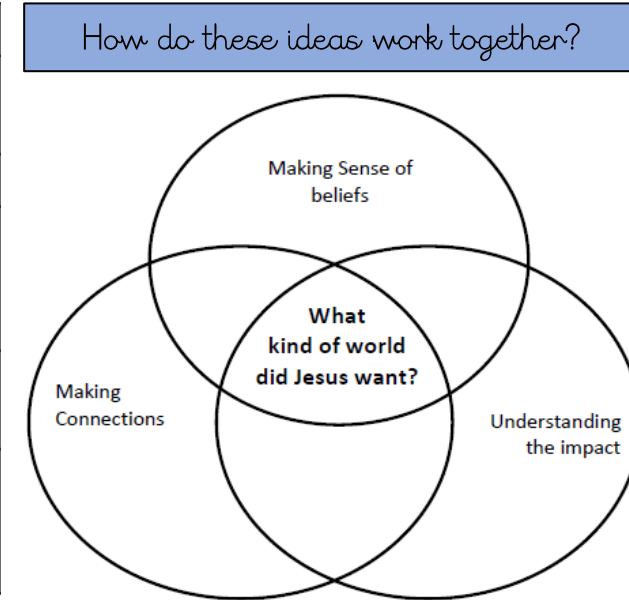 How do these ideas work together?
Making Sense of
beliefs
What
kind of world
did Jesus want?
Making
Connections
Understanding
the impact